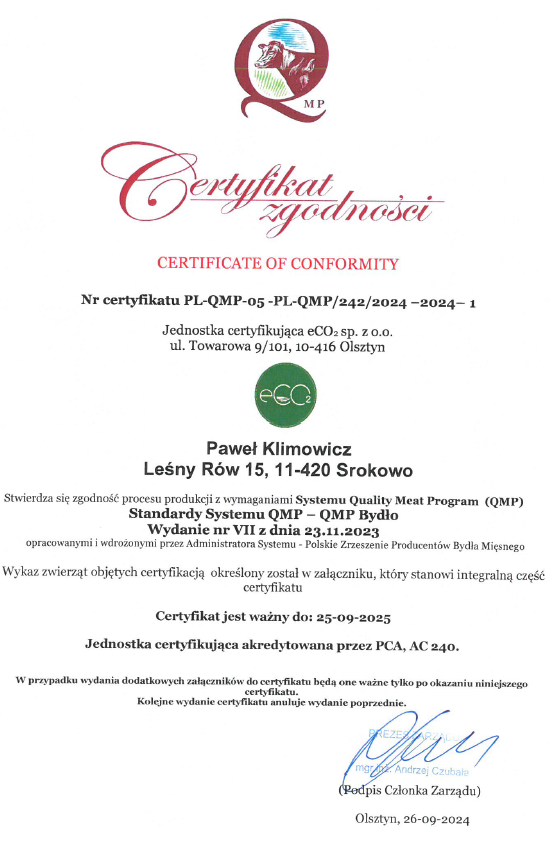 Q
MP
Certyfikat
zgodności
CERTIFICATE OF CONFORMITY
Nr certyfikatu PL-QMP-05 -PL-QMP/242/2024 –2024– 1
Jednostka certyfikująca eCO₂ sp. z o.o.
ul. Towarowa 9/101, 10-416 Olsztyn
eCO₂
Paweł Klimowicz
Leśny Rów 15, 11-420 Srokowo
Stwierdza się zgodność procesu produkcji z wymaganiami Systemu Quality Meat Program (QMP)
Standardy Systemu QMP – QMP Bydło
Wydanie nr VII z dnia 23.11.2023
opracowanymi i wdrożonymi przez Administratora Systemu - Polskie Zrzeszenie Producentów Bydła Mięsnego
Wykaz zwierząt objętych certyfikacją określony został w załączniku, który stanowi integralną część
certyfikatu
Certyfikat jest ważny do: 25-09-2025
Jednostka certyfikująca akredytowana przez PCA, AC 240.
W przypadku wydania dodatkowych załączników do certyfikatu będą one ważne tylko po okazaniu niniejszego
certyfikatu.
Kolejne wydanie certyfikatu anuluje wydanie poprzednie.
PREZES ZARZĄDU
mgr inż. Andrzej Czubala
(Podpis Członka Zarządu)
Olsztyn, 26-09-2024